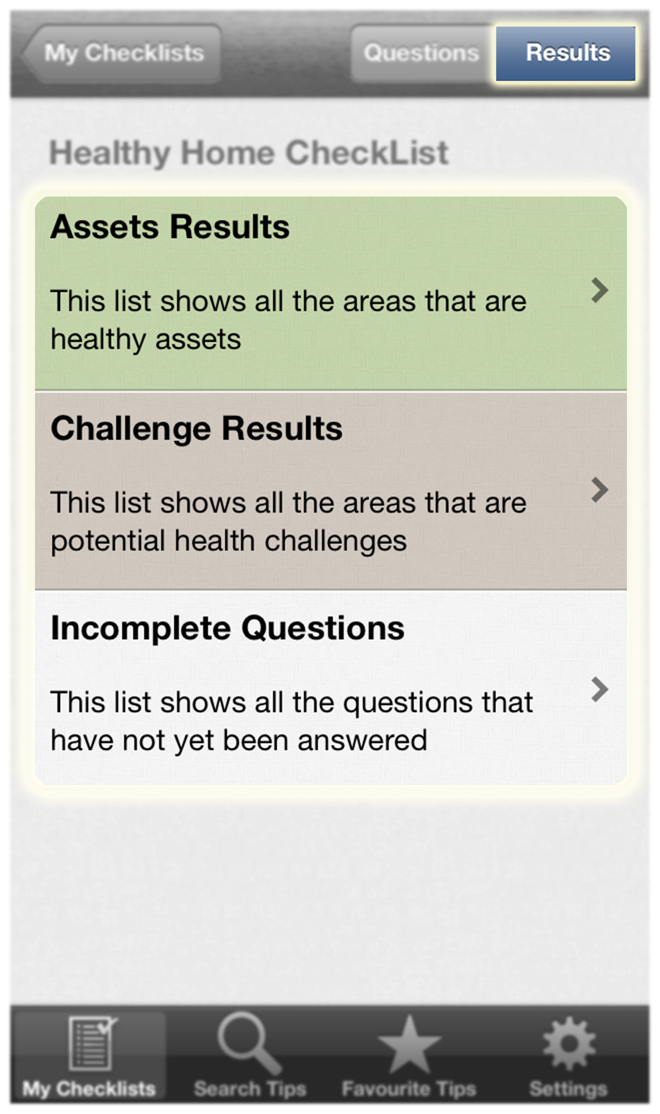 My Checklists
Questions
Results
Healthy Home CheckList
Assets Results
This list shows all the areas that are
healthy assets
Challenge Results
This list shows all the areas that are
potential health challenges
Incomplete Questions
This list shows all the questions that
have not yet been answered
My Checklists
Search Tips
Favourite Tips
Settings